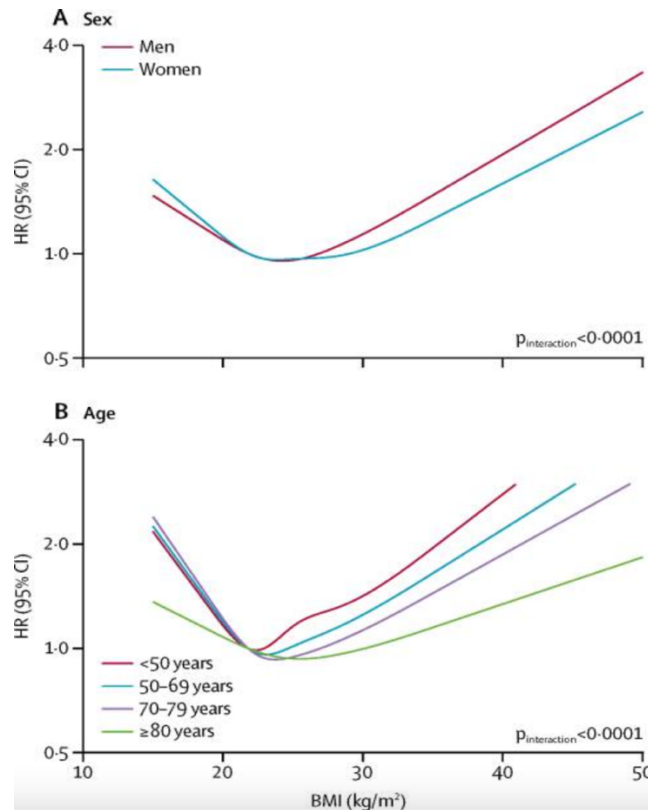 A Sex
4·0
Men
Women
2·0
HR (95% CI)
1·0
0·5
pinteraction<0·0001
B Age
4·0
2·0
HR (95% CI)
1·0
<50 years
50–69 years
70–79 years
≥80 years
0·5
pinteraction<0·0001
10 20 30 40 50
BMI (kg/m²)